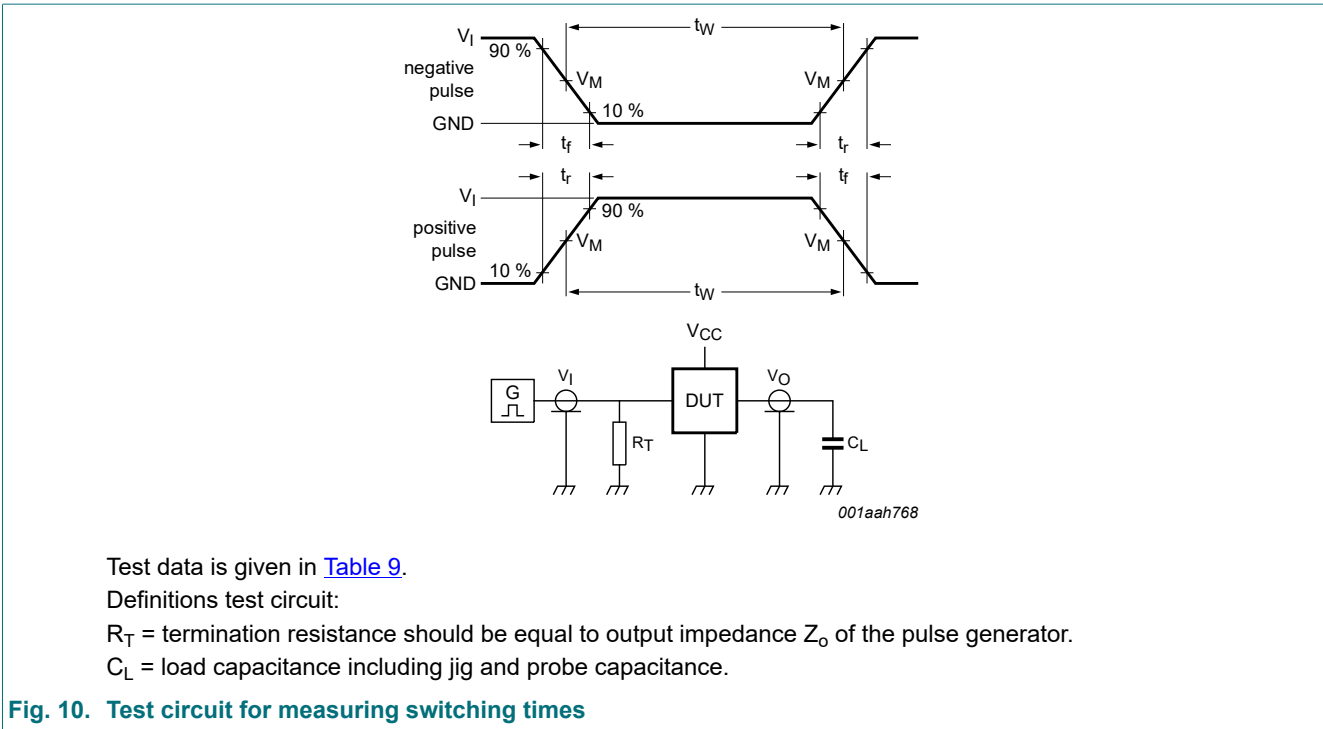 tW
VI
90 %
negative
pulse
VM
VM
10 %
GND
tf
tr
tr
tf
VI
90 %
positive
pulse
VM
VM
10 %
GND
tW
VCC
VI
VO
G
DUT
RT
CL
001aah768
Test data is given in Table 9.
Definitions test circuit:
RT = termination resistance should be equal to output impedance Zo of the pulse generator.
CL = load capacitance including jig and probe capacitance.
Fig. 10. Test circuit for measuring switching times